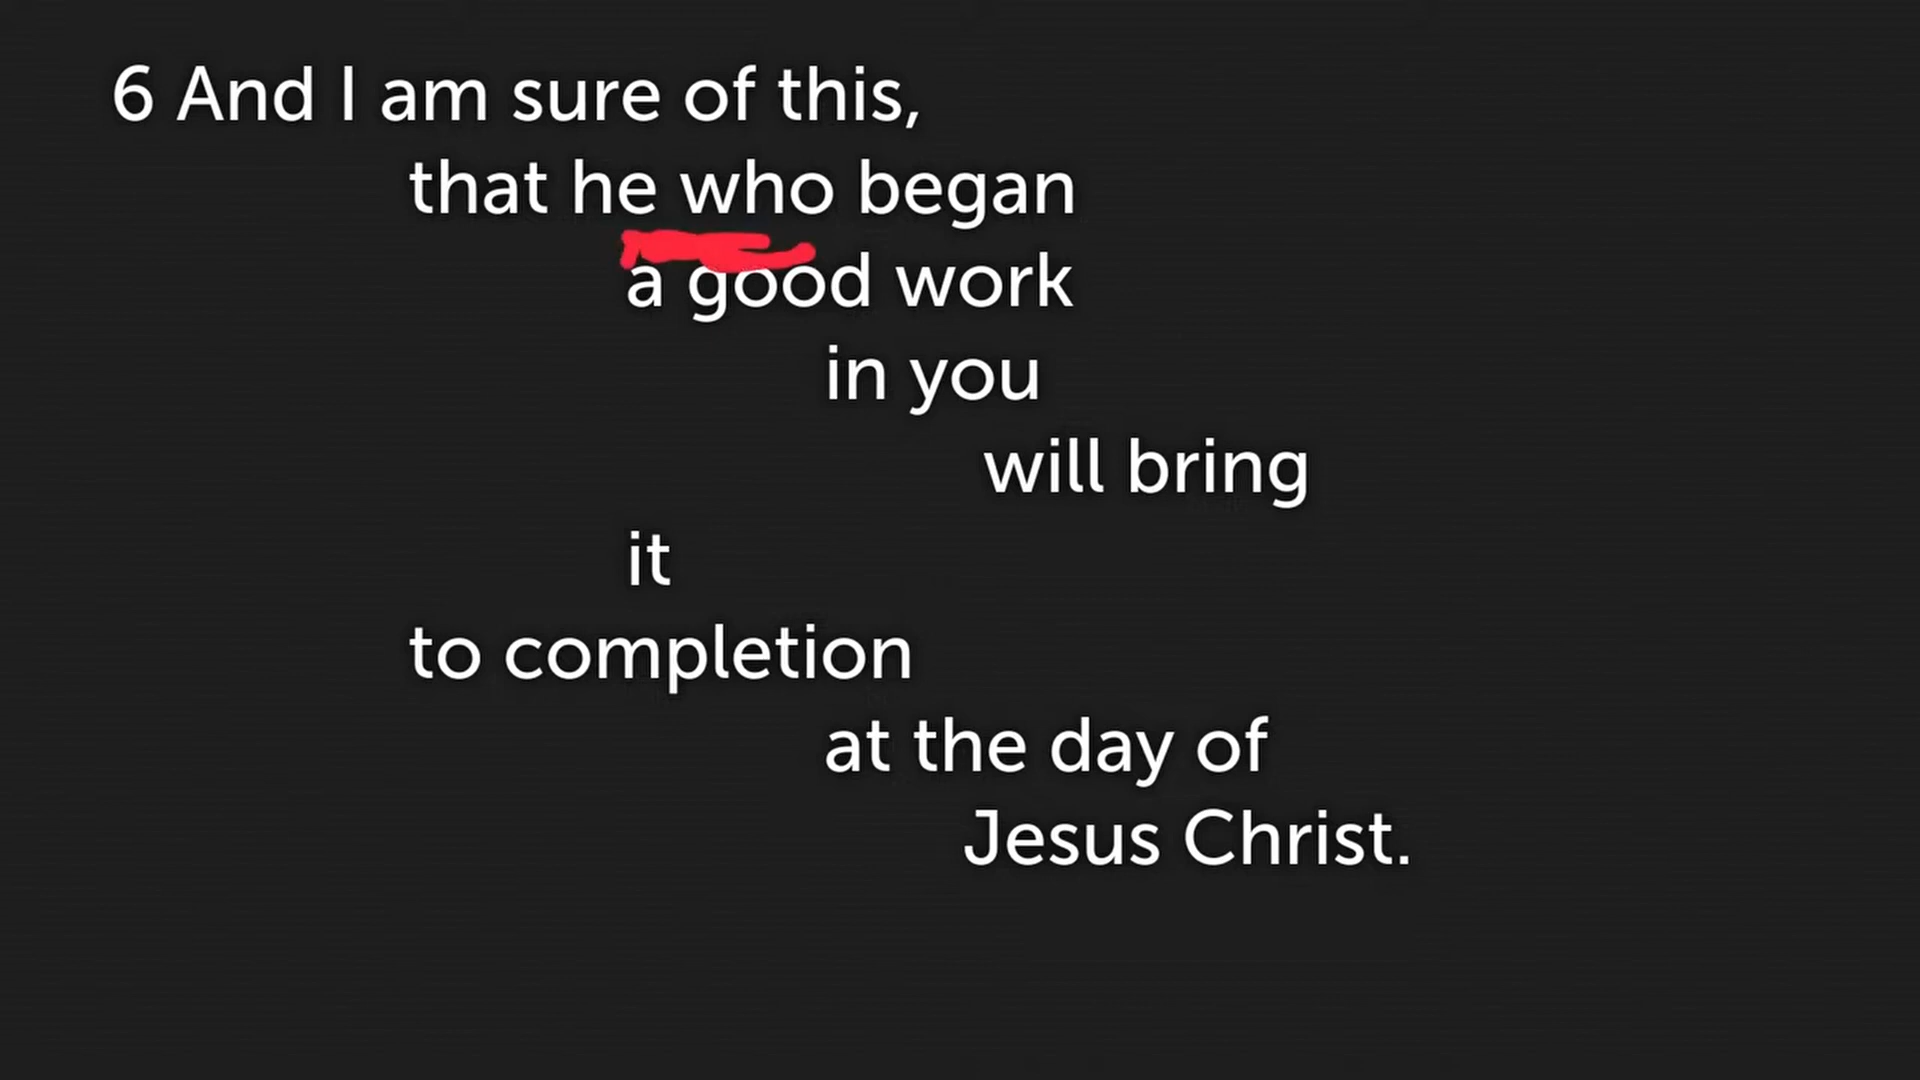 6 And I am sure of this,
that he who began
a good work
in you
will bring
it
to completion
at the day of
Jesus Christ.